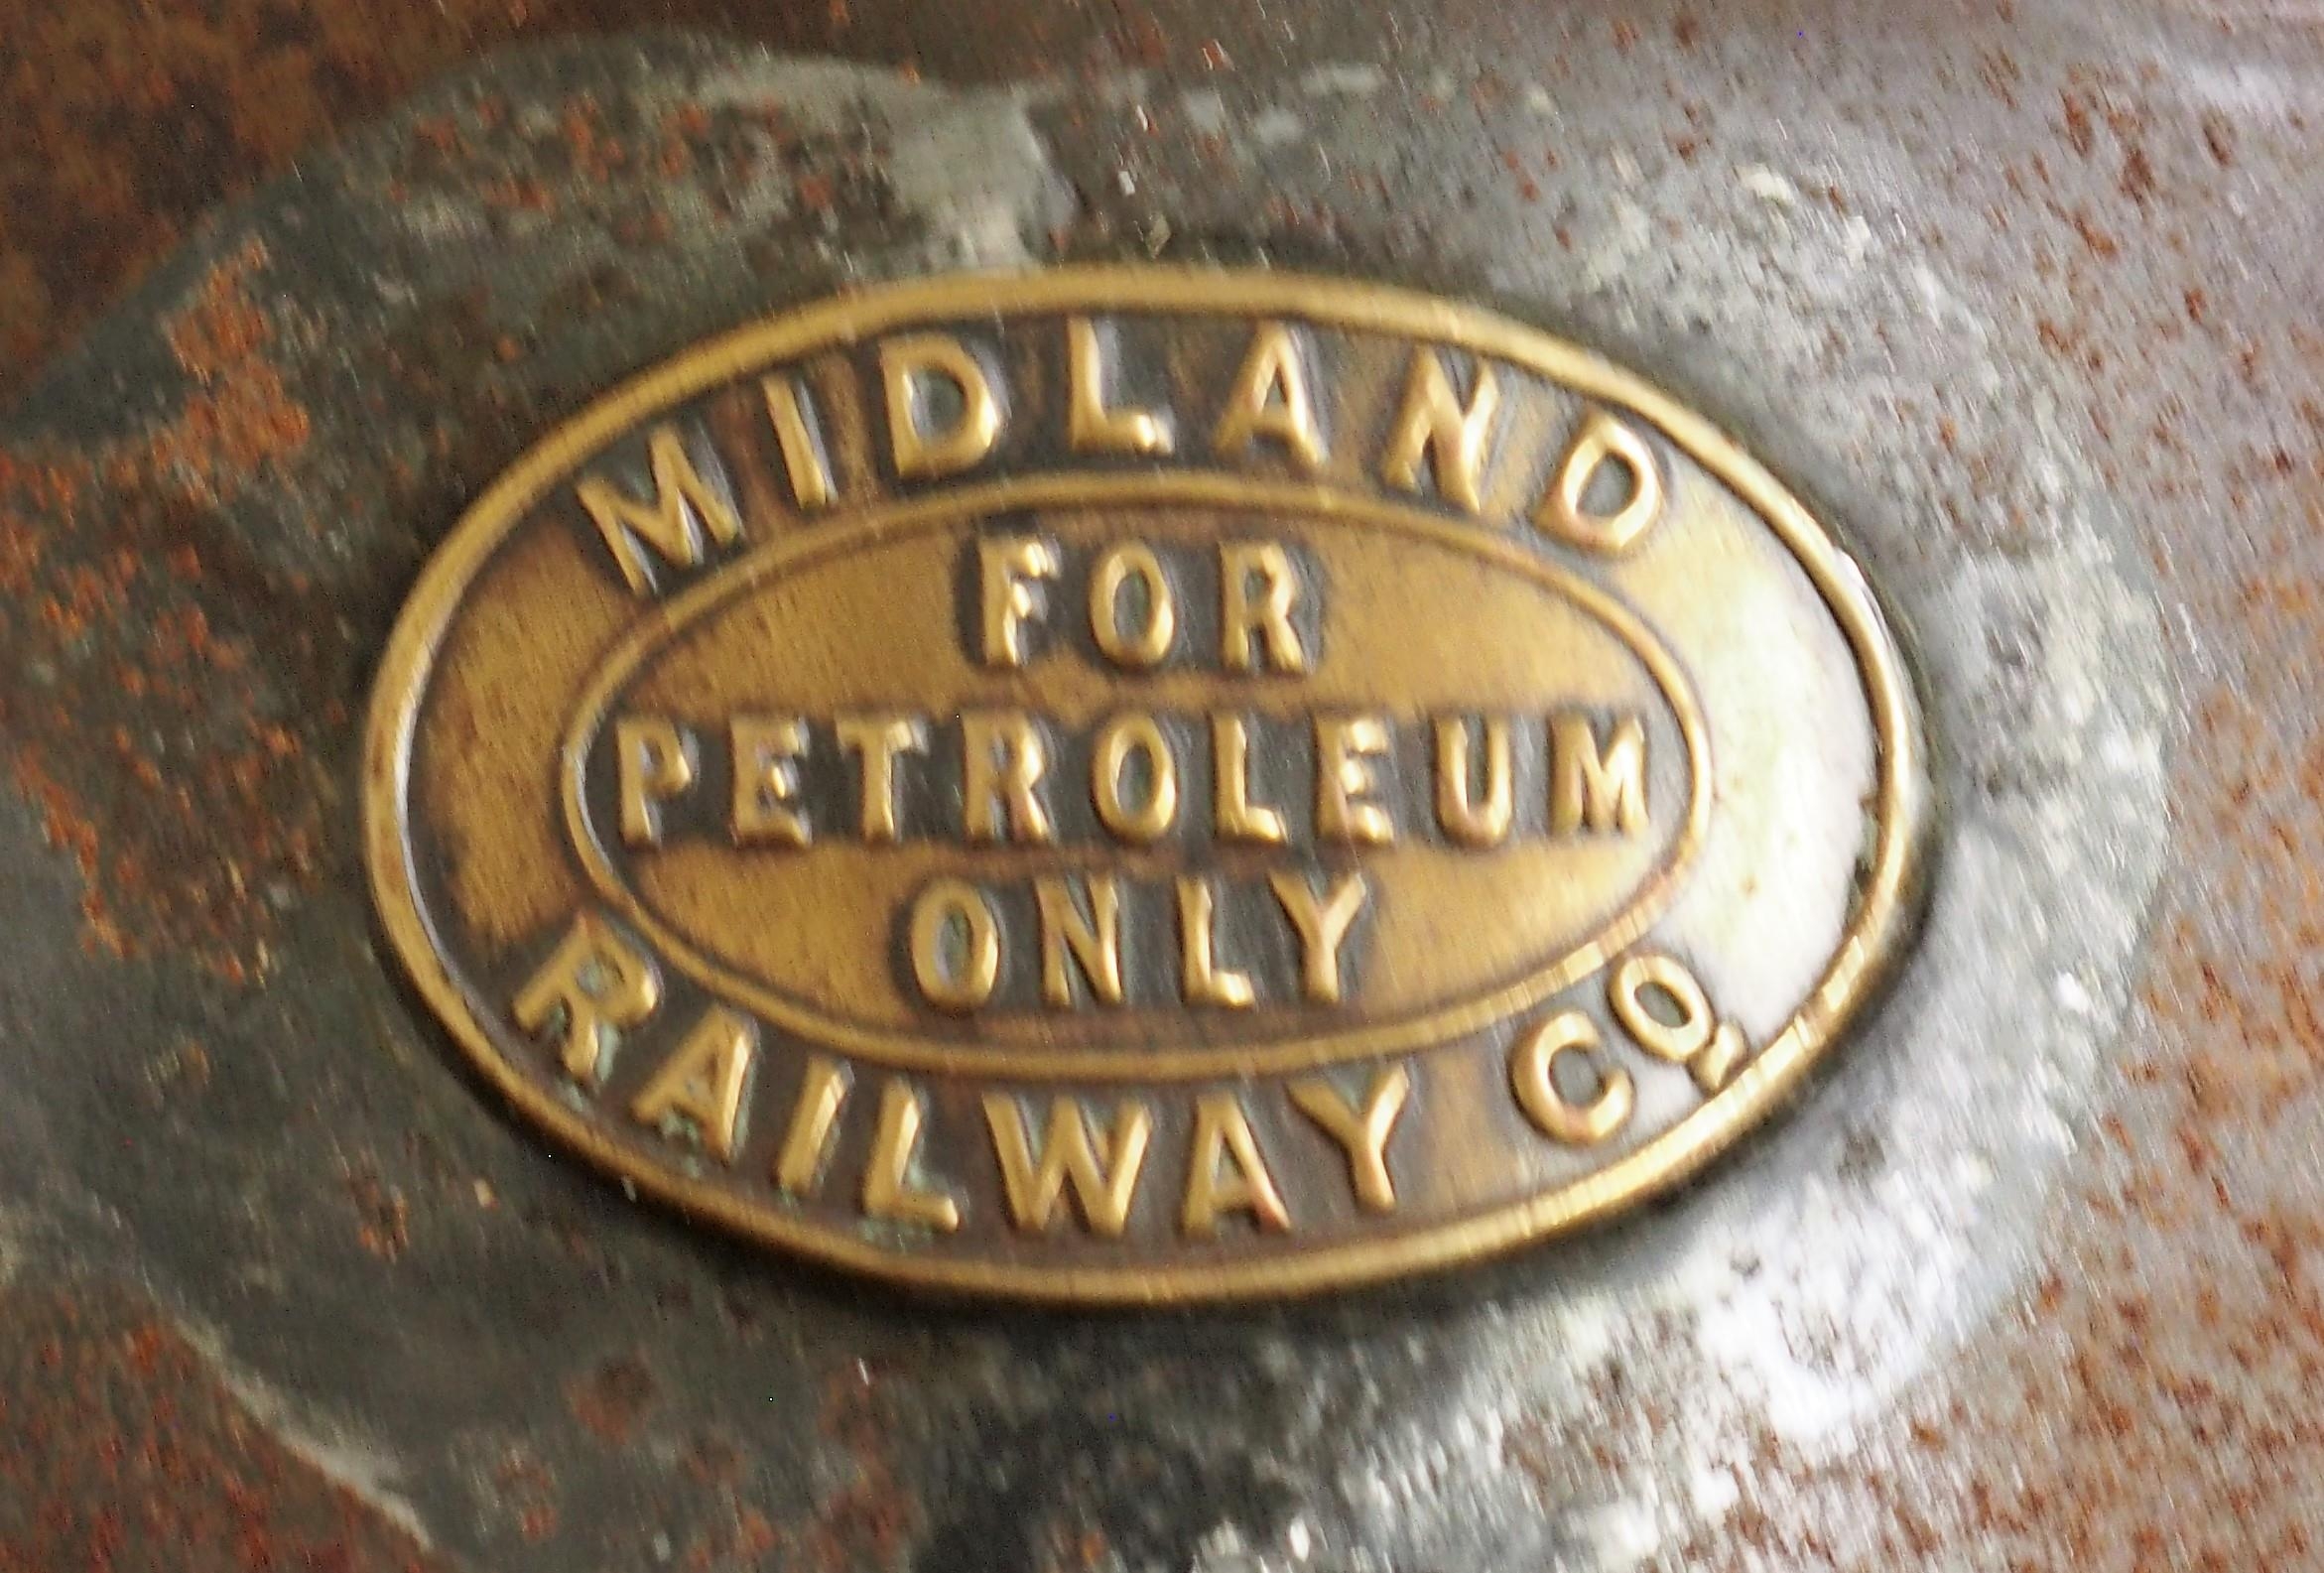 MIDLAND
FOR
PETROLEUM
ONLY
RAILWAY CO.